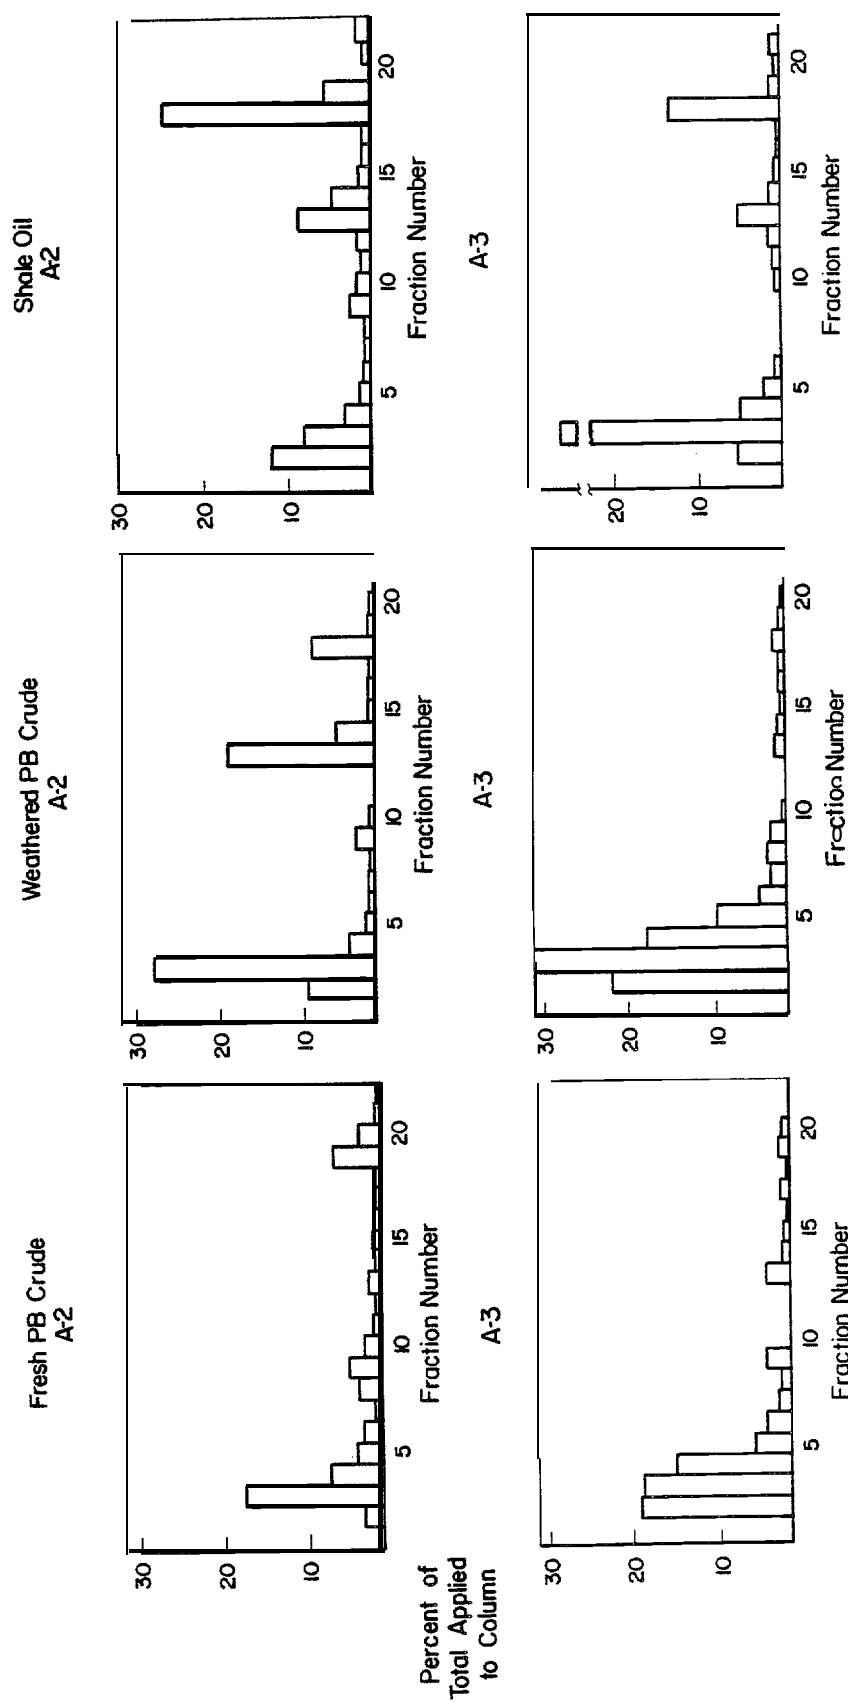 Fresh PB Crude
A-2
30
20
10
5 10 15 20
Fraction Number
Weathered PB Crude
A-2
30
20
10
5 10 15 20
Fraction Number
Shale Oil
A-2
30
20
10
5 10 15 20
Fraction Number
Percent of
Total Applied
to Column
A-3
30
20
10
5 10 15 20
Fraction Number
A-3
30
20
10
5 10 15 20
Fraction Number
A-3
20
10
5 10 15 20
Fraction Number